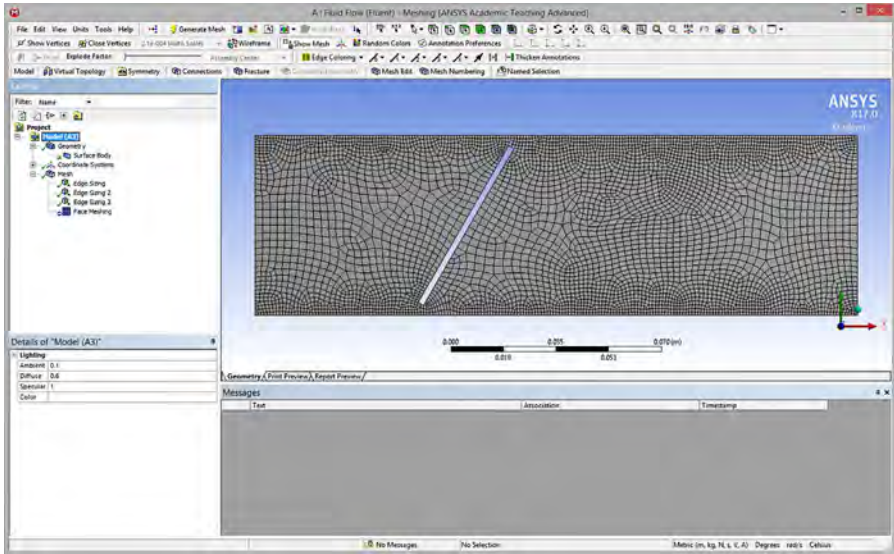 A : Fluid Flow (Fluent) - Meshing [ANSYS Academic Teaching Advanced]
File Edit View Units Tools Help Generate Mesh
Show Vertices Close Vertices Wireframe Show Mesh Random Colors Annotation Preferences
Explode Factor: Assembly Center Edge Coloring Thicken Annotations
Model Virtual Topology Symmetry Connections Fracture Mesh Edit Mesh Numbering Named Selection
Filter: Name
Project
Model (A3)
Geometry
Surface Body
Coordinate Systems
Mesh
Edge Sizing
Edge Sizing 2
Edge Sizing 3
Face Meshing
ANSYS
R17.0
Academic
0.000 0.035 0.070 (m)
0.018 0.053
Details of "Model (A3)"
Lighting
Ambient 0.1
Diffuse 0.6
Specular 1
Color
Geometry Print Preview Report Preview
Messages
Text Association Timestamp
No Messages No Selection Metric (m, kg, N, s, V, A) Degrees rad/s Celsius